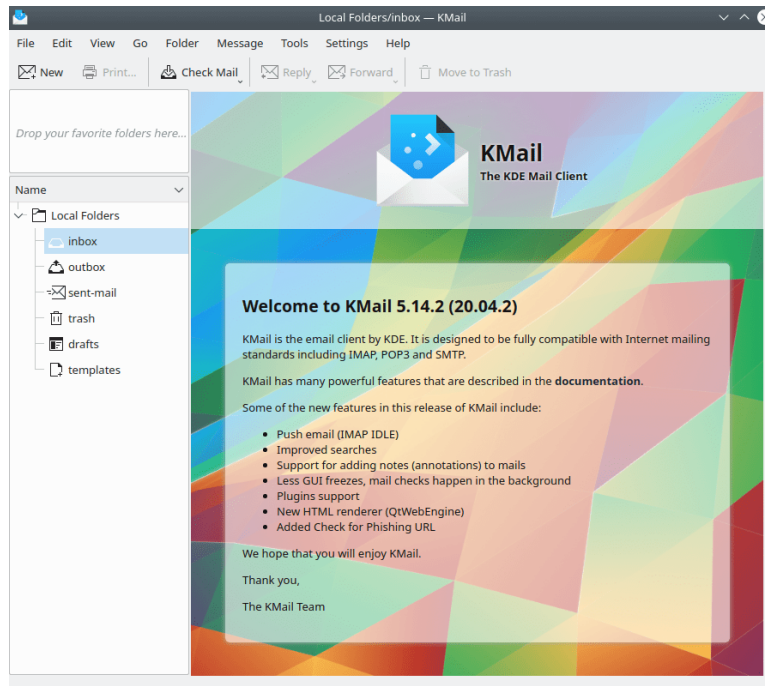 Local Folders/inbox — KMail
File Edit View Go Folder Message Tools Settings Help
New Print... Check Mail Reply Forward Move to Trash
Drop your favorite folders here...
Name
Local Folders
inbox
outbox
sent-mail
trash
drafts
templates
KMail
The KDE Mail Client
Welcome to KMail 5.14.2 (20.04.2)
KMail is the email client by KDE. It is designed to be fully compatible with Internet mailing
standards including IMAP, POP3 and SMTP.
KMail has many powerful features that are described in the documentation.
Some of the new features in this release of KMail include:
• Push email (IMAP IDLE)
• Improved searches
• Support for adding notes (annotations) to mails
• Less GUI freezes, mail checks happen in the background
• Plugins support
• New HTML renderer (QtWebEngine)
• Added Check for Phishing URL
We hope that you will enjoy KMail.
Thank you,
The KMail Team